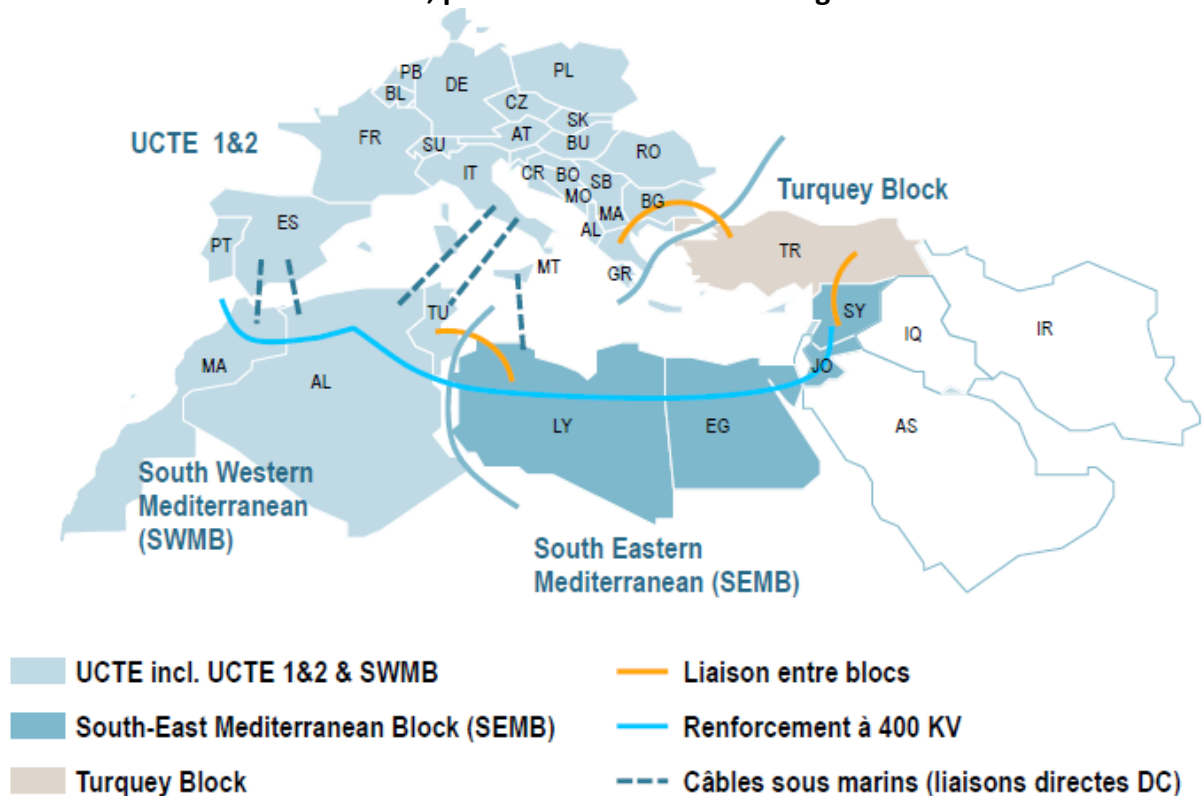 PB
DE
PL
BL
CZ
UCTE 1&2
FR
SK
AT
SU
BU
RO
IT
CR
BO
SB
MO
BG
Turquey Block
MA
AL
ES
PT
TR
MT
GR
TU
SY
IQ
IR
JO
MA
AL
LY
EG
AS
South Western
Mediterranean
(SWMB)
South Eastern
Mediterranean (SEMB)
UCTE incl. UCTE 1&2 & SWMB
Liaison entre blocs
South-East Mediterranean Block (SEMB)
Renforcement à 400 KV
Turquey Block
Câbles sous marins (liaisons directes DC)